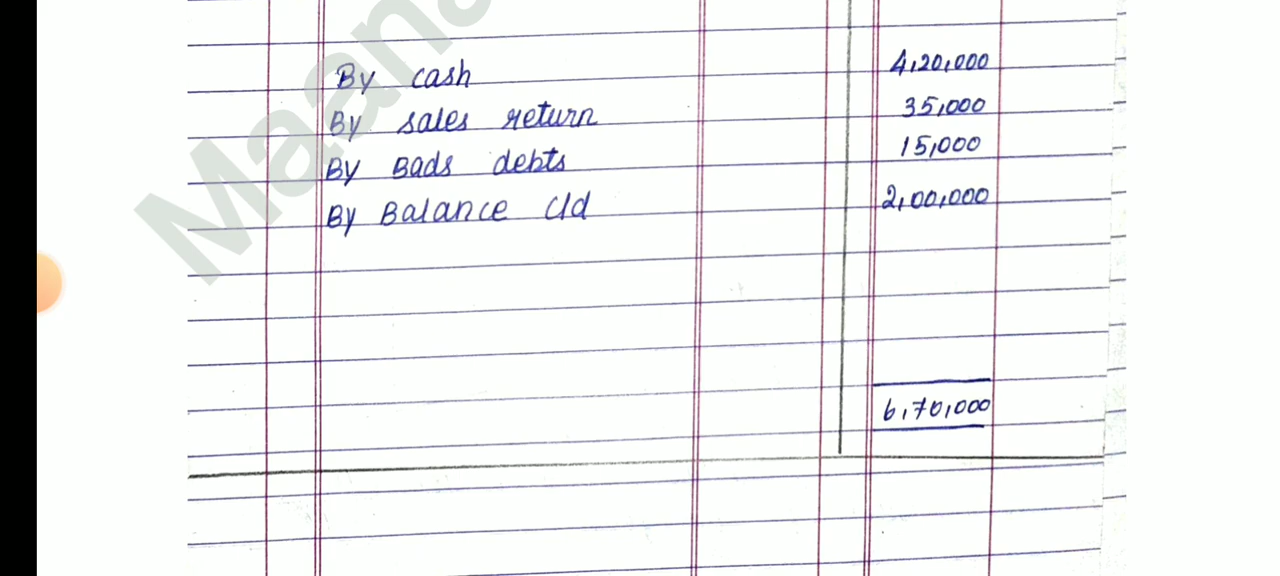 By cash 4,20,000
By sales return 35,000
By Bads debts 15,000
By Balance c/d 2,00,000
6,70,000